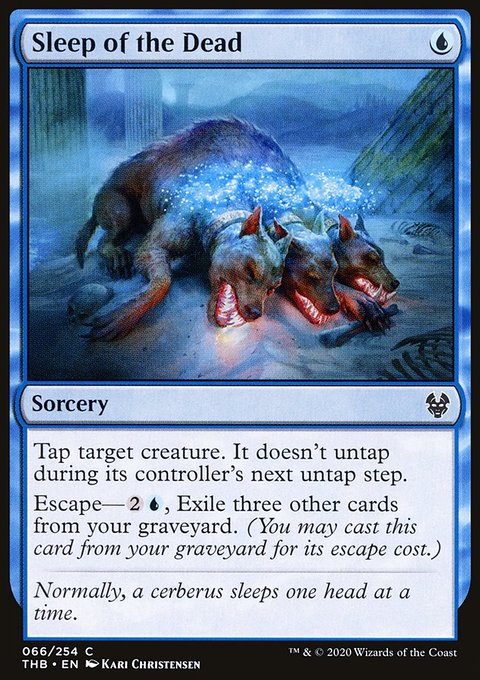 Sleep of the Dead
Sorcery
Tap target creature. It doesn't untap
during its controller's next untap step.
Escape—2, Exile three other cards
from your graveyard. (You may cast this
card from your graveyard for its escape cost.)
Normally, a cerberus sleeps one head at a
time.
066/254 C
THB • EN Kari Christensen
™ & © 2020 Wizards of the Coast